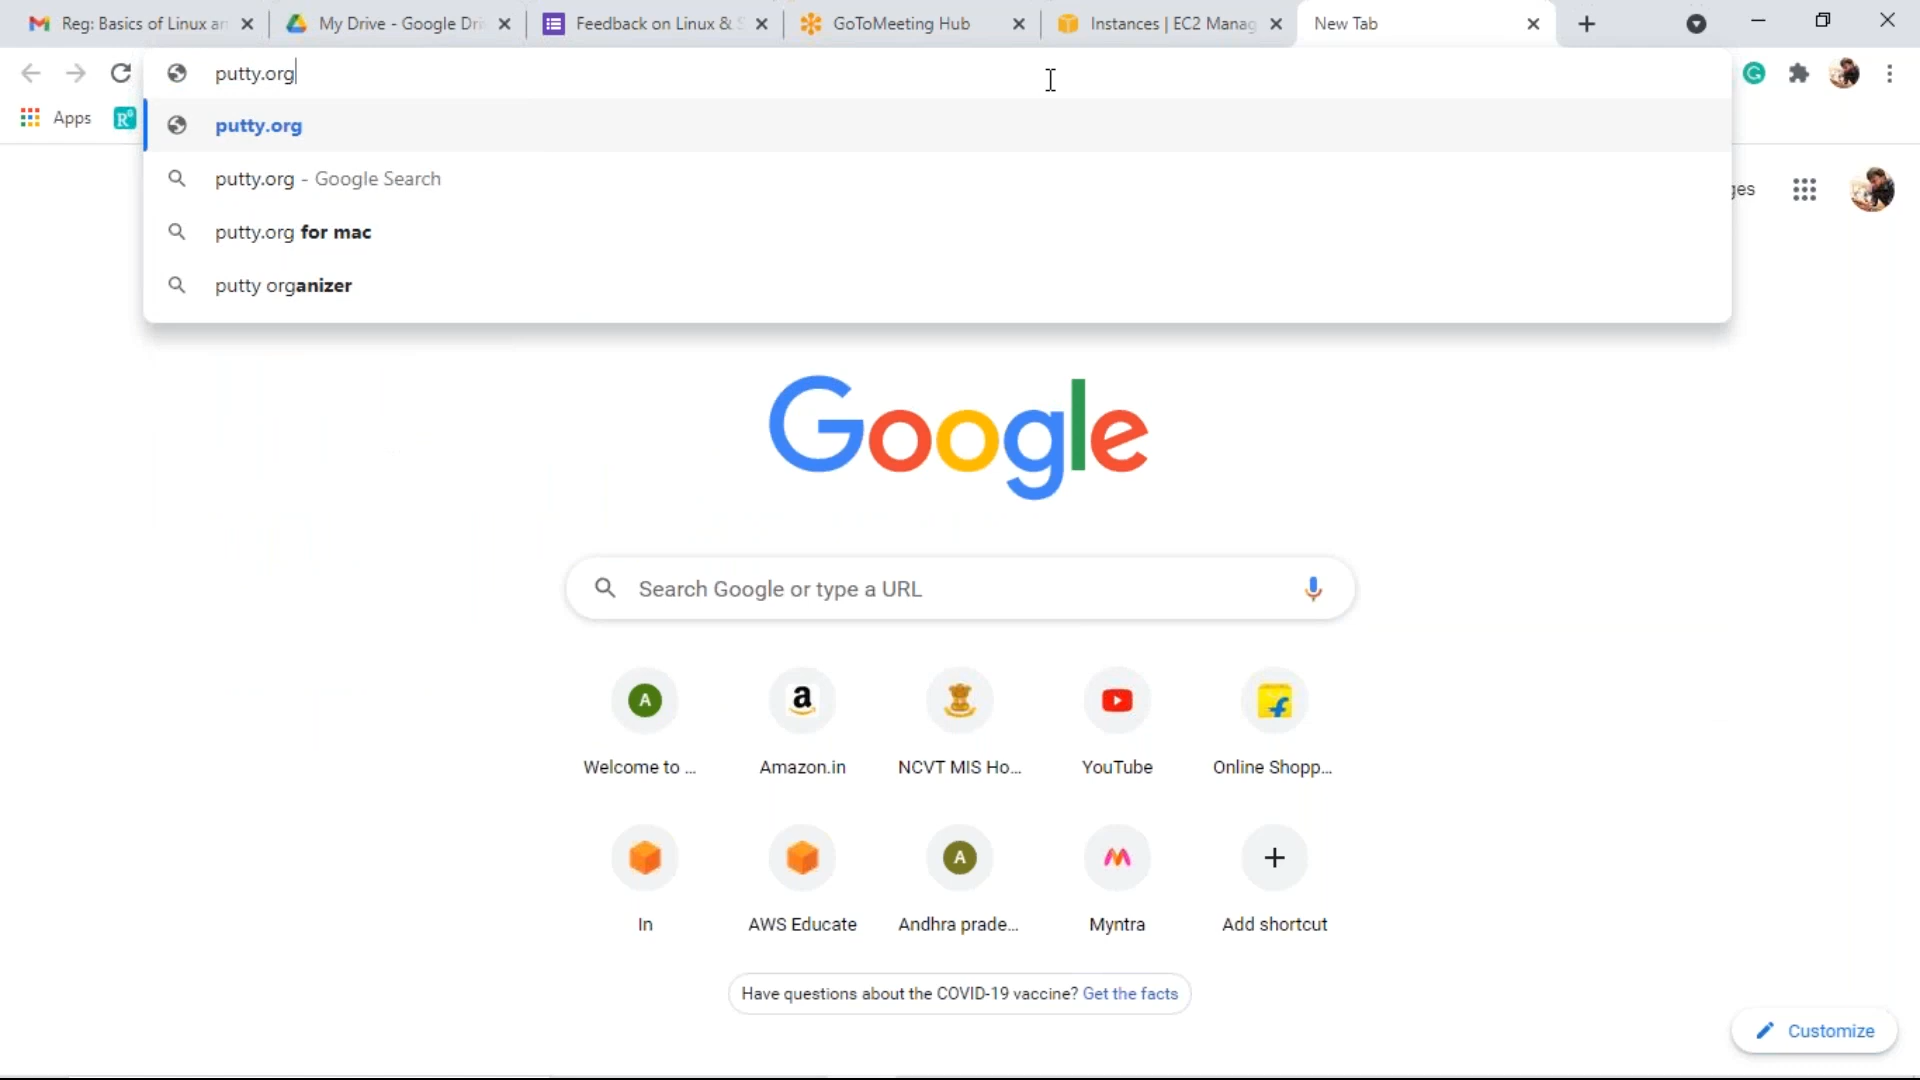 Reg: Basics of Linux an
My Drive - Google Dri
Feedback on Linux & S
GoToMeeting Hub
Instances | EC2 Manag
New Tab
putty.org
Apps
putty.org
putty.org - Google Search
putty.org for mac
putty organizer
ges
Google
Search Google or type a URL
Welcome to ...
Amazon.in
NCVT MIS Ho...
YouTube
Online Shopp...
In
AWS Educate
Andhra prade...
Myntra
Add shortcut
Have questions about the COVID-19 vaccine? Get the facts
Customize